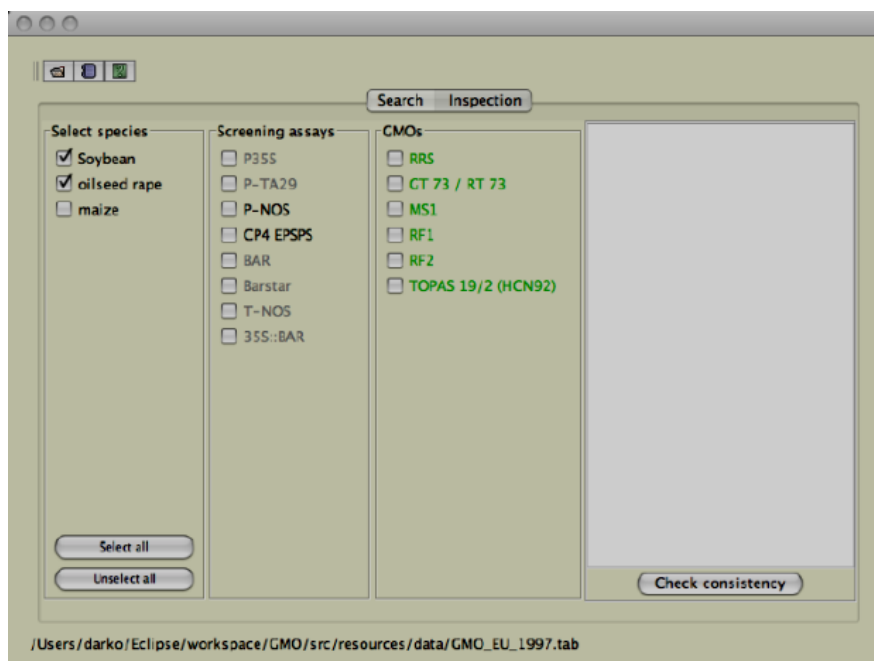 Search Inspection
Select species
Soybean
oilseed rape
maize
Select all
Unselect all
Screening assays
P35S
P-TA29
P-NOS
CP4 EPSPS
BAR
Barstar
T-NOS
35S::BAR
GMOs
RRS
GT 73 / RT 73
MS1
RF1
RF2
TOPAS 19/2 (HCN92)
Check consistency
/Users/darko/Eclipse/workspace/GMO/src/resources/data/GMO_EU_1997.tab